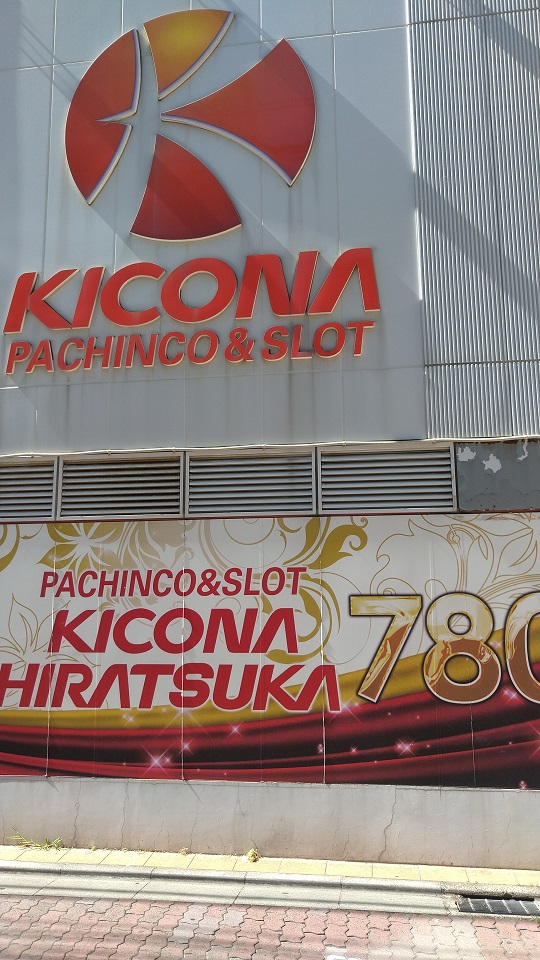 KICONA
PACHINCO & SLOT
PACHINCO&SLOT
KICONA
HIRATSUKA
780